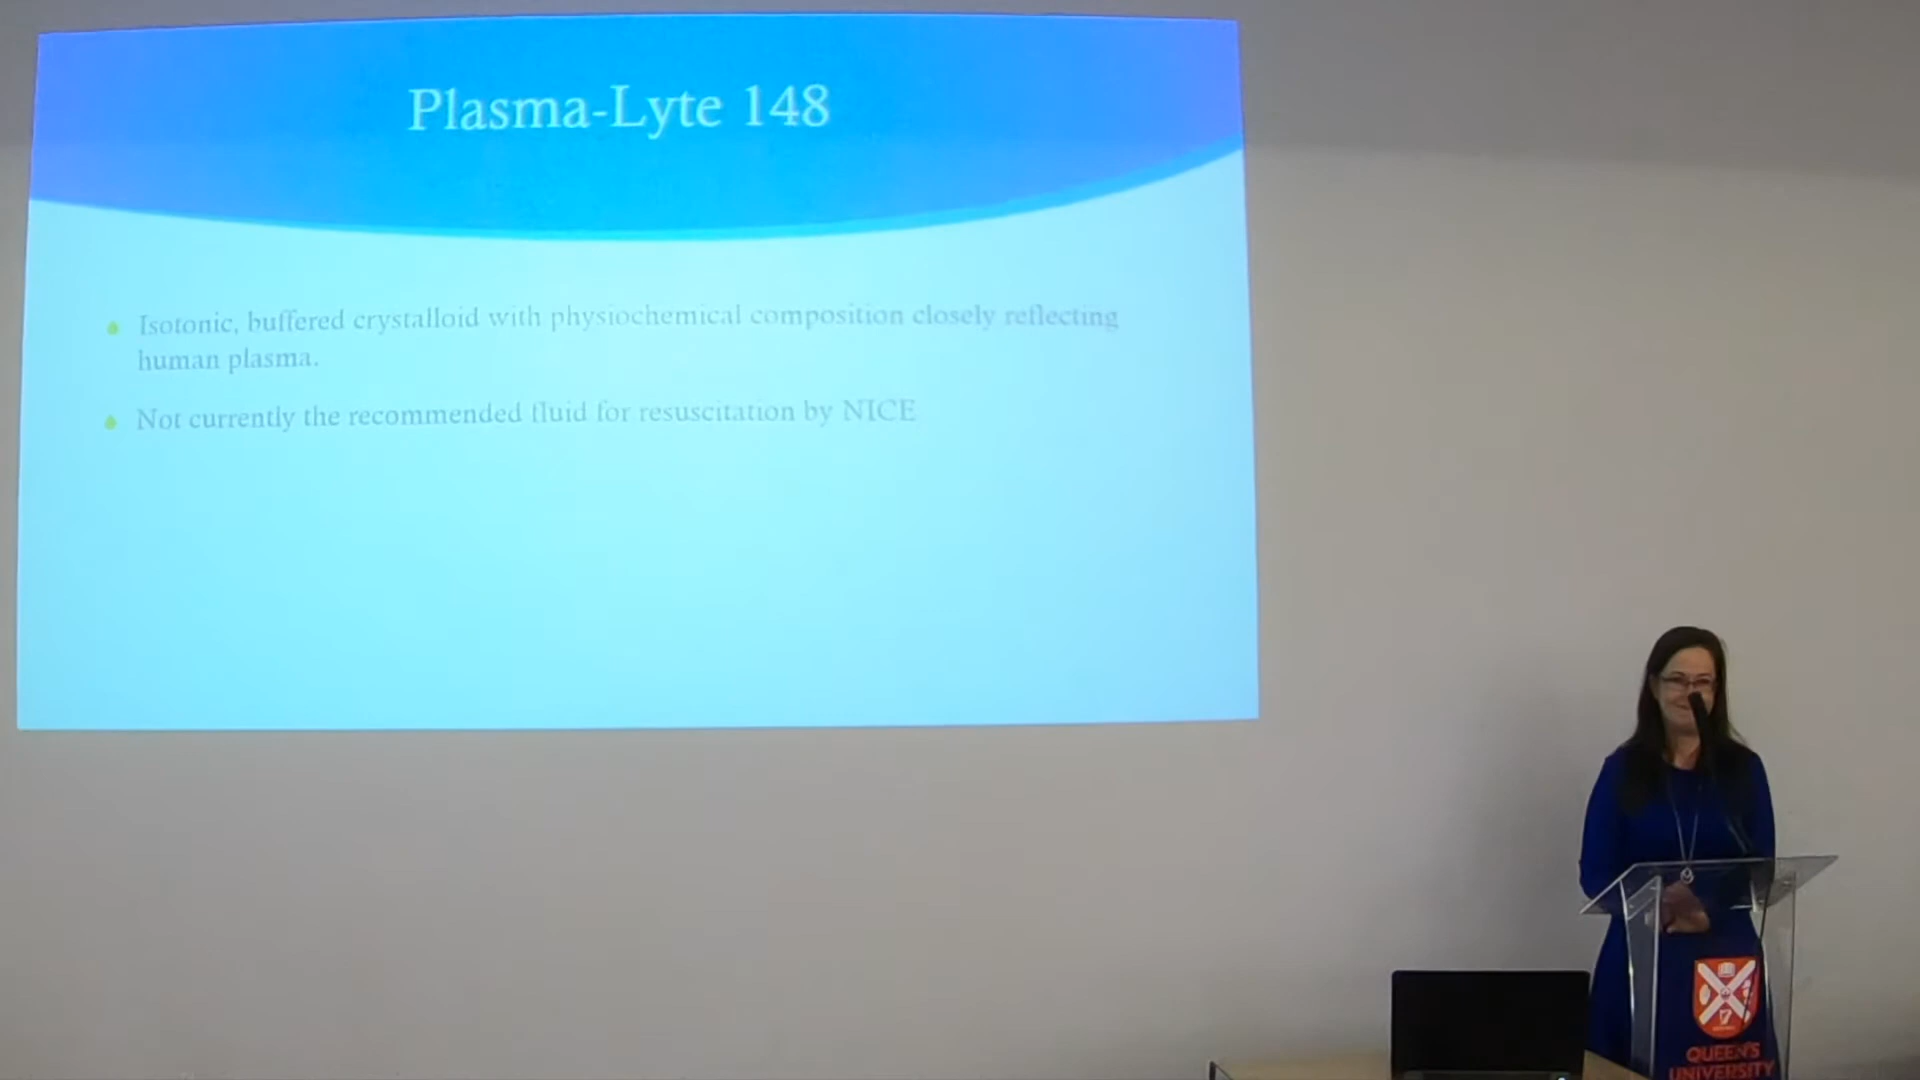 Plasma-Lyte 148
Isotonic, buffered crystalloid with physiochemical composition closely reflecting
human plasma.
Not currently the recommended fluid for resuscitation by NICE
QUEEN'S
UNIVERSITY